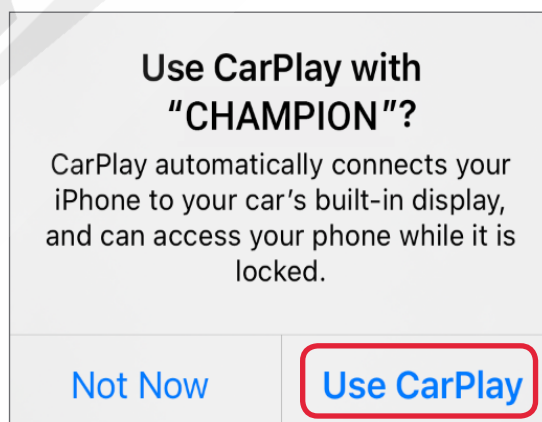 Use CarPlay with
“CHAMPION”?
CarPlay automatically connects your
iPhone to your car’s built-in display,
and can access your phone while it is
locked.
Not Now
Use CarPlay